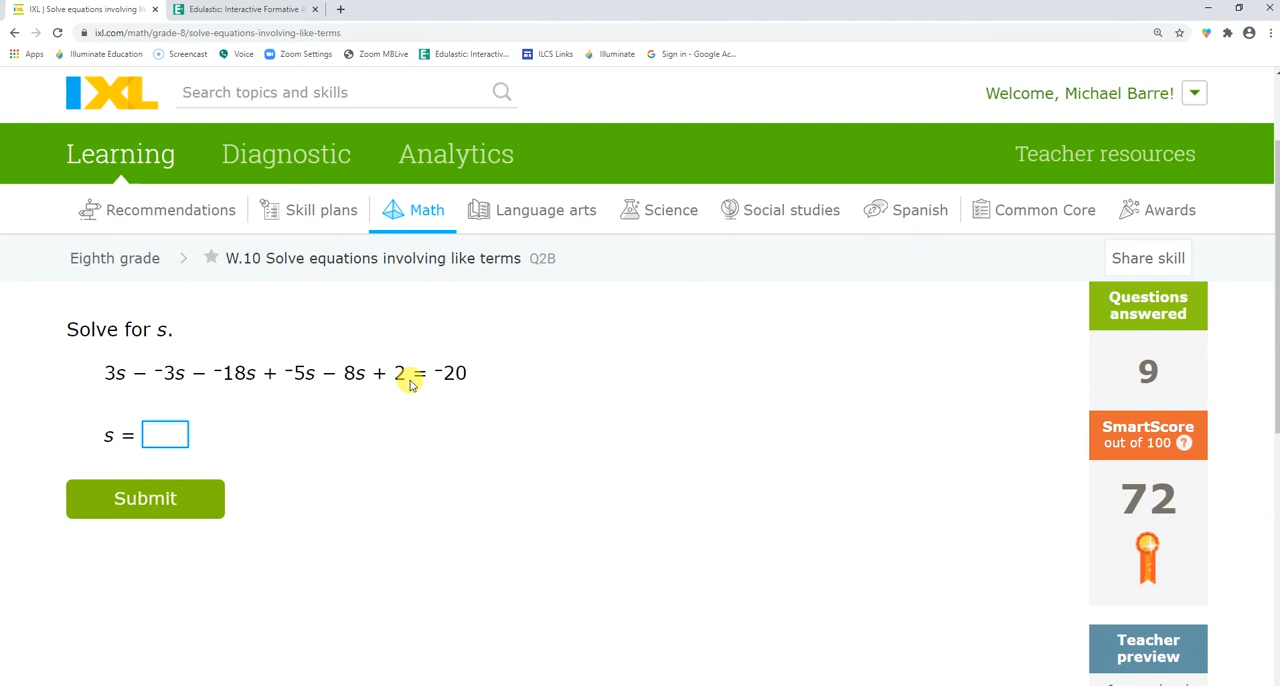 IXL | Solve equations involving li
Edulastic: Interactive Formative A
ixl.com/math/grade-8/solve-equations-involving-like-terms
Apps Illuminate Education Screencast Voice Zoom Settings Zoom MBLive Edulastic: Interactiv... ILCS Links Illuminate Sign in - Google Ac...
IXL Search topics and skills Welcome, Michael Barre!
Learning Diagnostic Analytics Teacher resources
Recommendations Skill plans Math Language arts Science Social studies Spanish Common Core Awards
Eighth grade > W.10 Solve equations involving like terms Q2B Share skill
Questions
answered
9
SmartScore
out of 100 ?
72
Teacher
preview
Solve for s.
3s − ⁻3s − ⁻18s + ⁻5s − 8s + 2 = ⁻20
s =
Submit